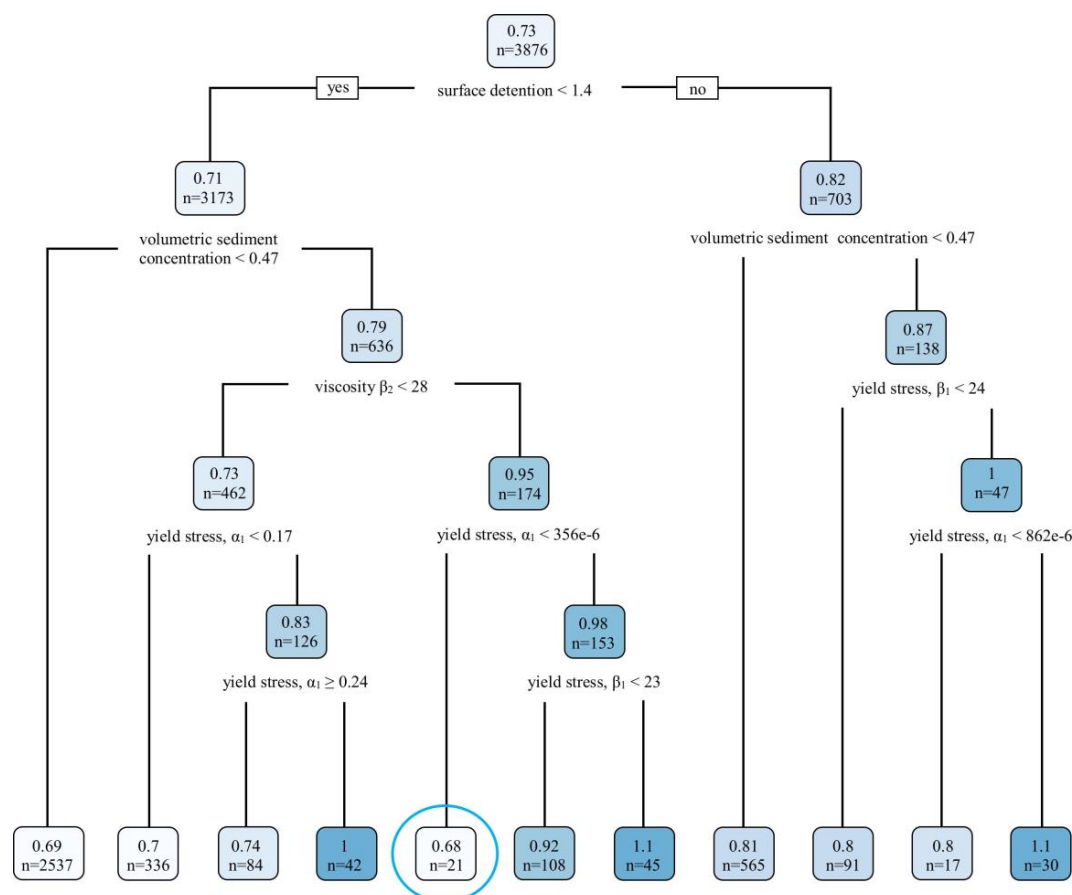 0.73
n=3876
yes
surface detention < 1.4
no
0.71
n=3173
0.82
n=703
volumetric sediment
concentration < 0.47
volumetric sediment concentration < 0.47
0.79
n=636
0.87
n=138
viscosity β₂ < 28
yield stress, β₁ < 24
0.73
n=462
0.95
n=174
1
n=47
yield stress, α₁ < 0.17
yield stress, α₁ < 356e-6
yield stress, α₁ < 862e-6
0.83
n=126
0.98
n=153
yield stress, α₁ ≥ 0.24
yield stress, β₁ < 23
0.69
n=2537
0.7
n=336
0.74
n=84
1
n=42
0.68
n=21
0.92
n=108
1.1
n=45
0.81
n=565
0.8
n=91
0.8
n=17
1.1
n=30